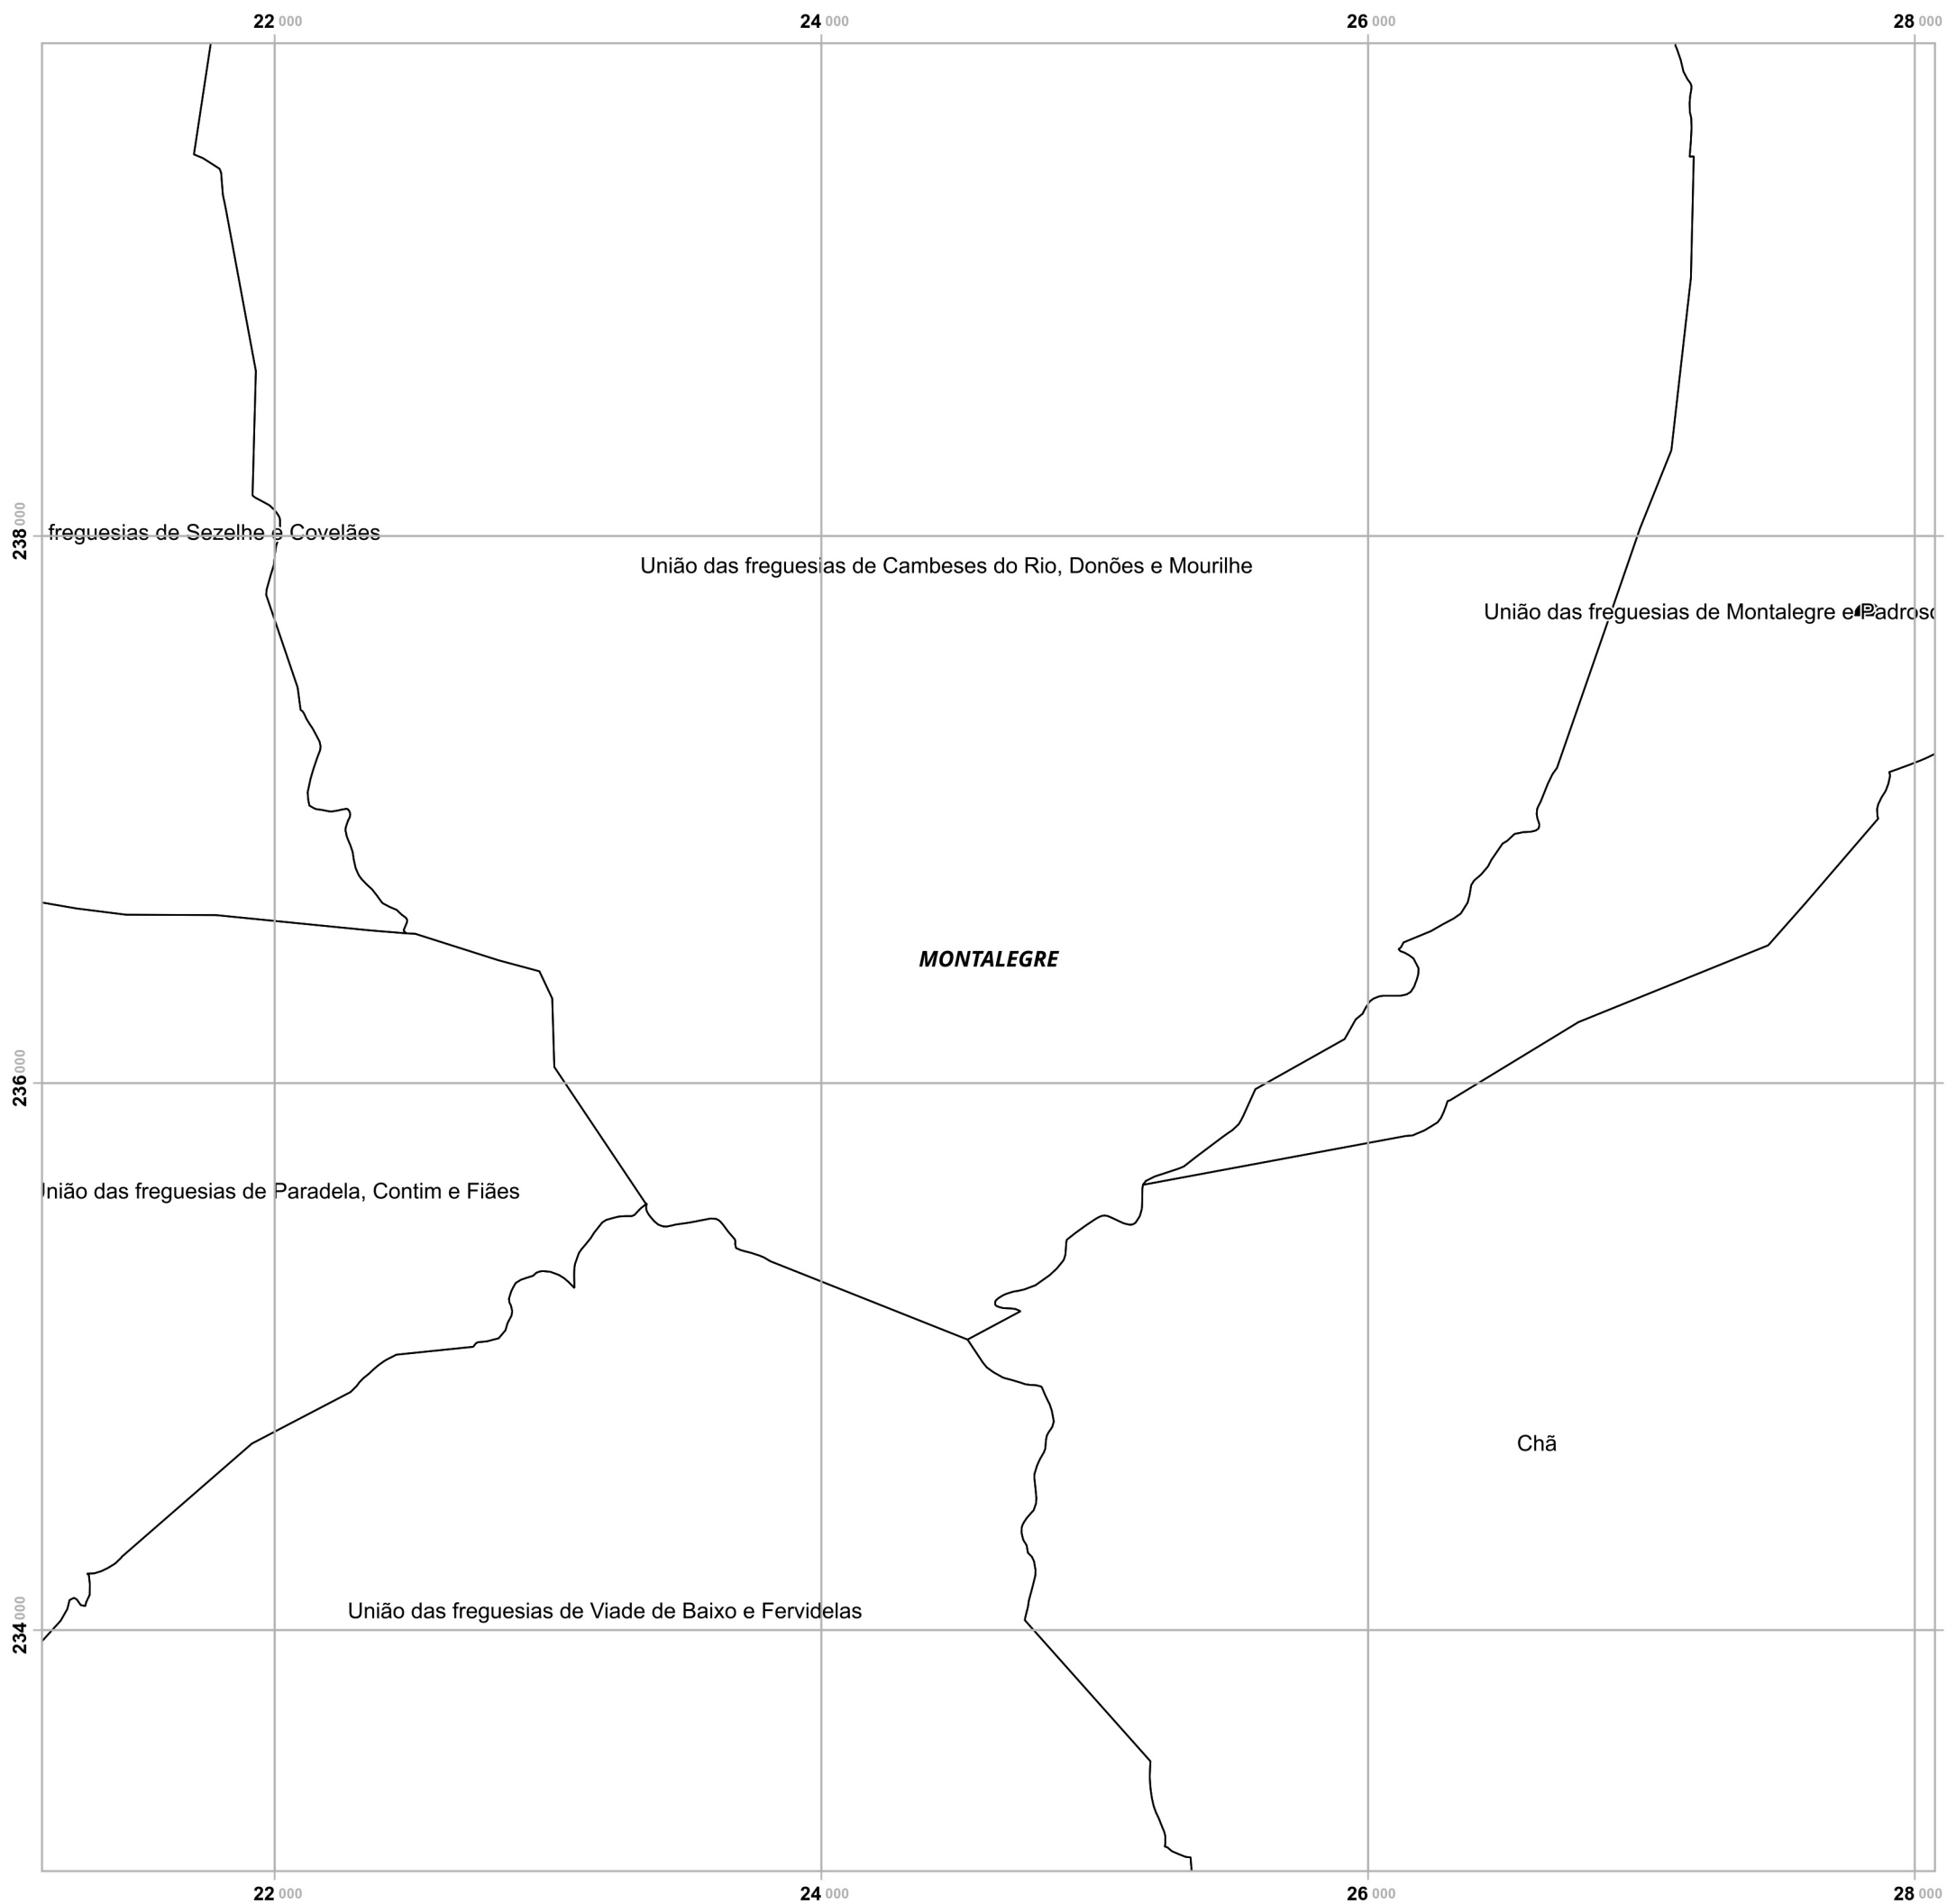 22 000 24 000 26 000 28 000
238 000
freguesias de Sezelhe e Covelães
União das freguesias de Cambeses do Rio, Donões e Mourilhe
União das freguesias de Montalegre e Padroso
MONTALEGRE
236 000
União das freguesias de Paradela, Contim e Fiães
Chã
234 000
União das freguesias de Viade de Baixo e Fervidelas
22 000 24 000 26 000 28 000